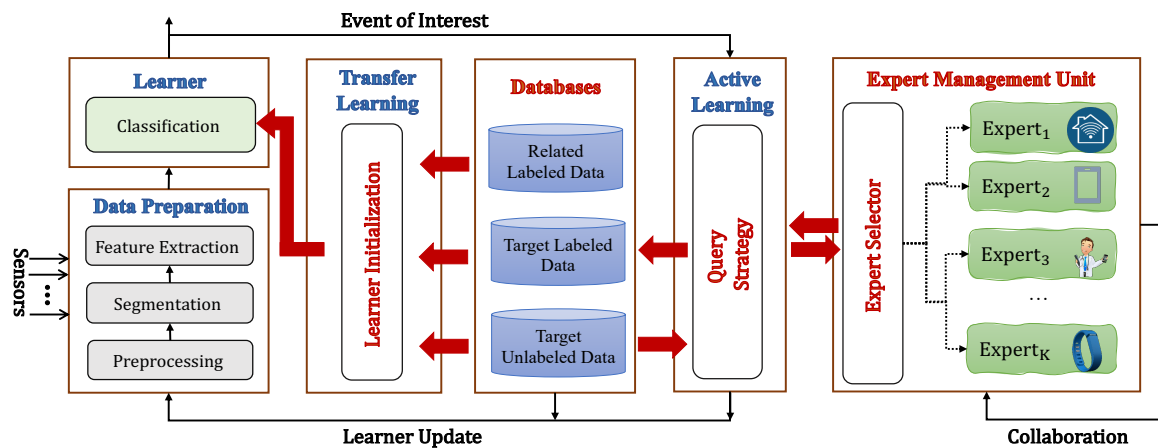 Event of Interest
Learner
Classification
Data Preparation
Feature Extraction
Segmentation
Preprocessing
Sensors
...
Transfer
Learning
Learner Initialization
Databases
Related
Labeled Data
Target Labeled
Data
Target
Unlabeled Data
Active
Learning
Query
Strategy
Expert Management Unit
Expert Selector
Expert1
Expert2
Expert3
...
ExpertK
Learner Update
Collaboration